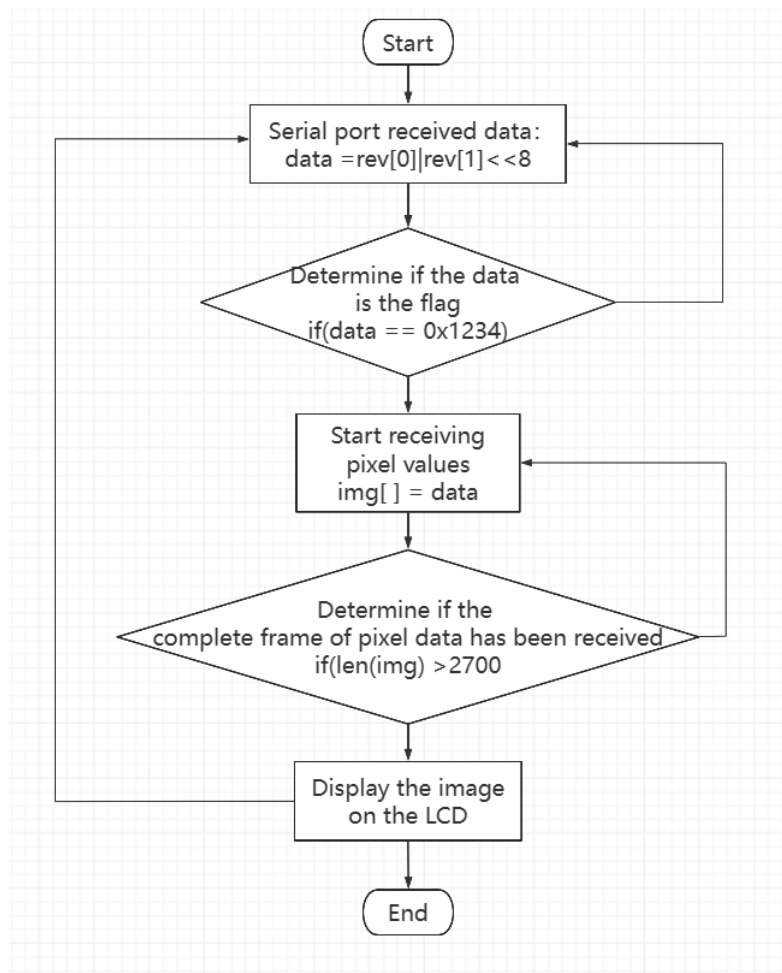 Start
Serial port received data:
data =rev[0]|rev[1]<<8
Determine if the data
is the flag
if(data == 0x1234)
Start receiving
pixel values
img[ ] = data
Determine if the
complete frame of pixel data has been received
if(len(img) >2700
Display the image
on the LCD
End